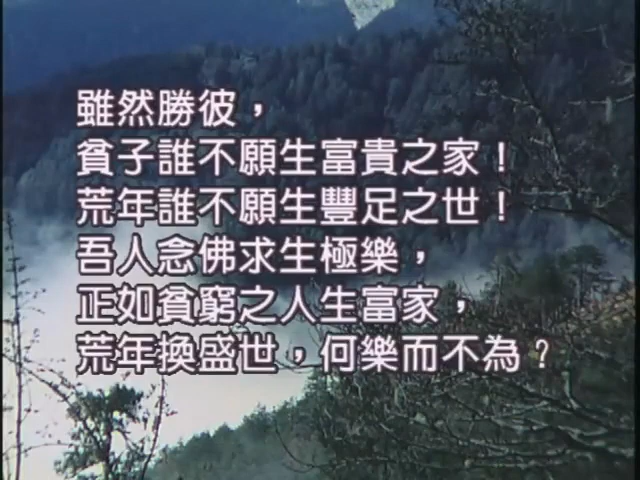 雖然勝彼，
貧子誰不願生富貴之家！
荒年誰不願生豐足之世！
吾人念佛求生極樂，
正如貧窮之人生富家，
荒年換盛世，何樂而不為？